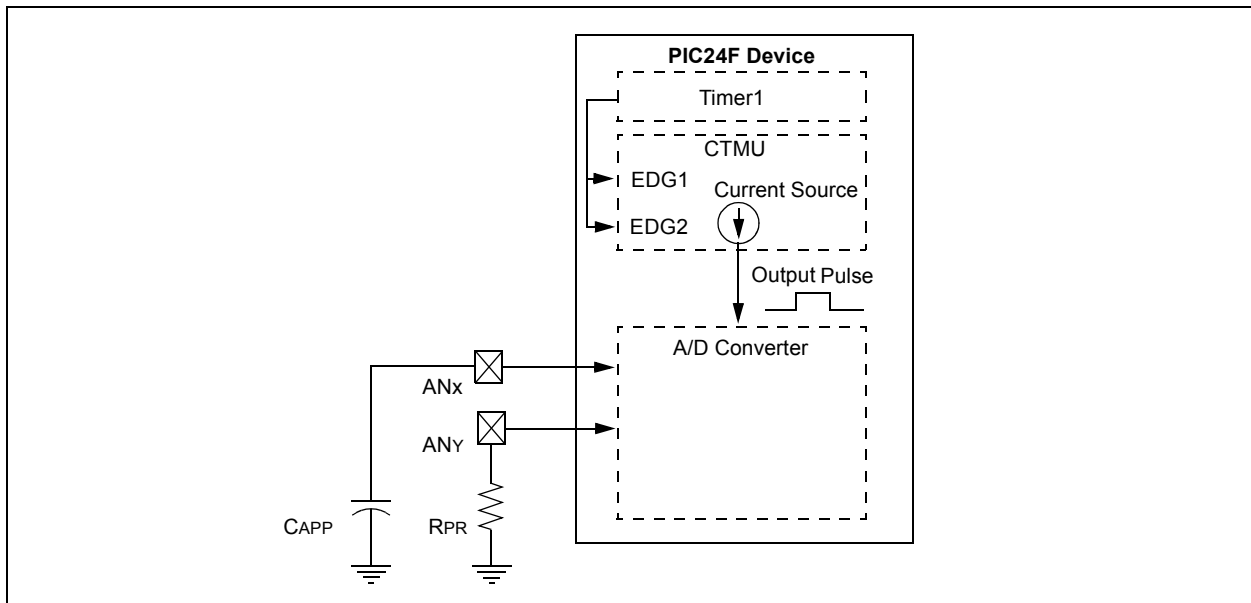 PIC24F Device
Timer1
CTMU
EDG1
Current Source
EDG2
Output Pulse
A/D Converter
ANx
ANY
CAPP
RPR